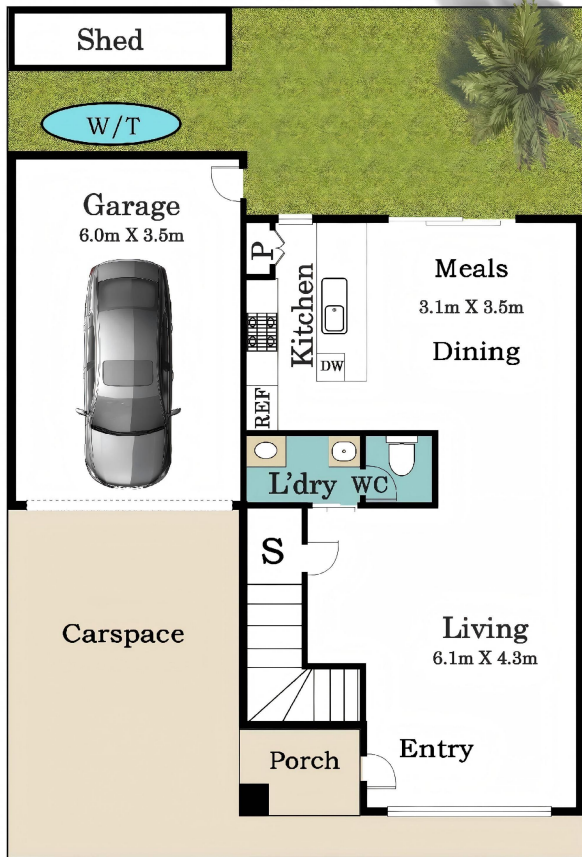 Shed
W/T
Garage
6.0m X 3.5m
P
Kitchen
Meals
3.1m X 3.5m
Dining
DW
REF
L'dry
WC
S
Carspace
Living
6.1m X 4.3m
Entry
Porch